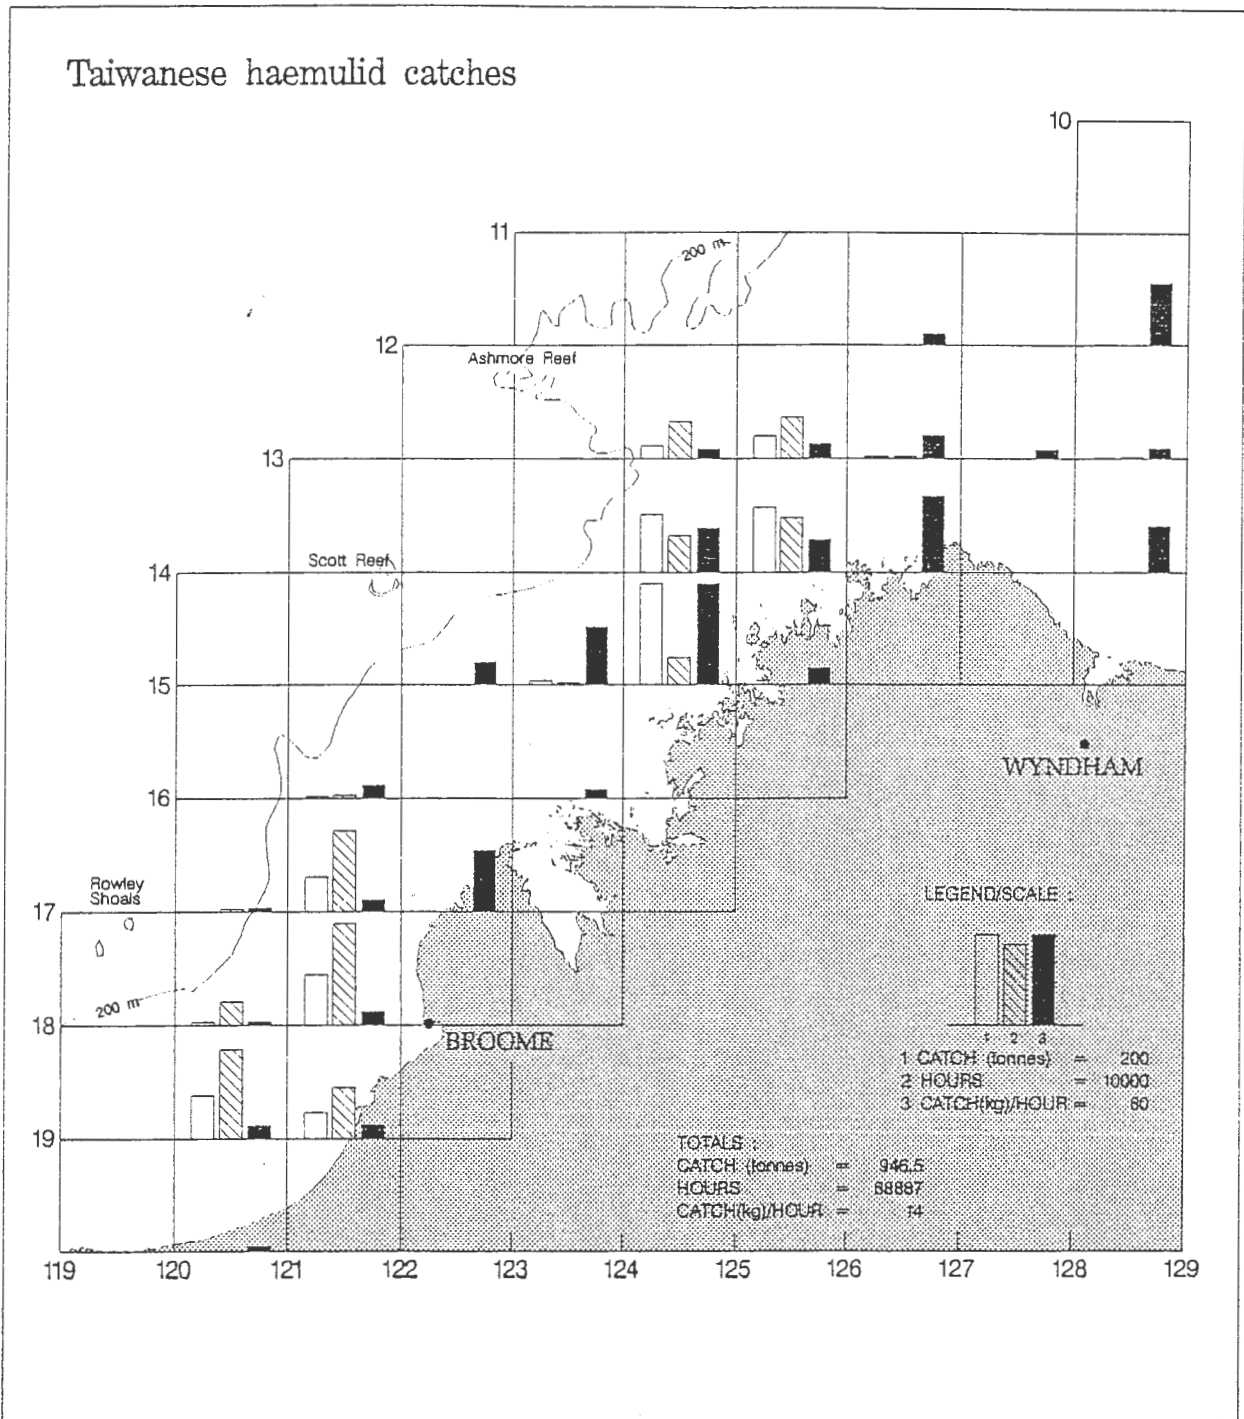 Taiwanese haemulid catches
10
11
200 m
12
Ashmore Reef
13
Scott Reef
14
15
WYNDHAM
16
Rowley
Shoals
LEGEND/SCALE :
17
200 m
1 2 3
18
BROOME
1 CATCH (tonnes) = 200
2 HOURS = 10000
3 CATCH(kg)/HOUR = 60
19
TOTALS :
CATCH (tonnes) = 946.5
HOURS = 68887
CATCH(kg)/HOUR = 14
119 120 121 122 123 124 125 126 127 128 129